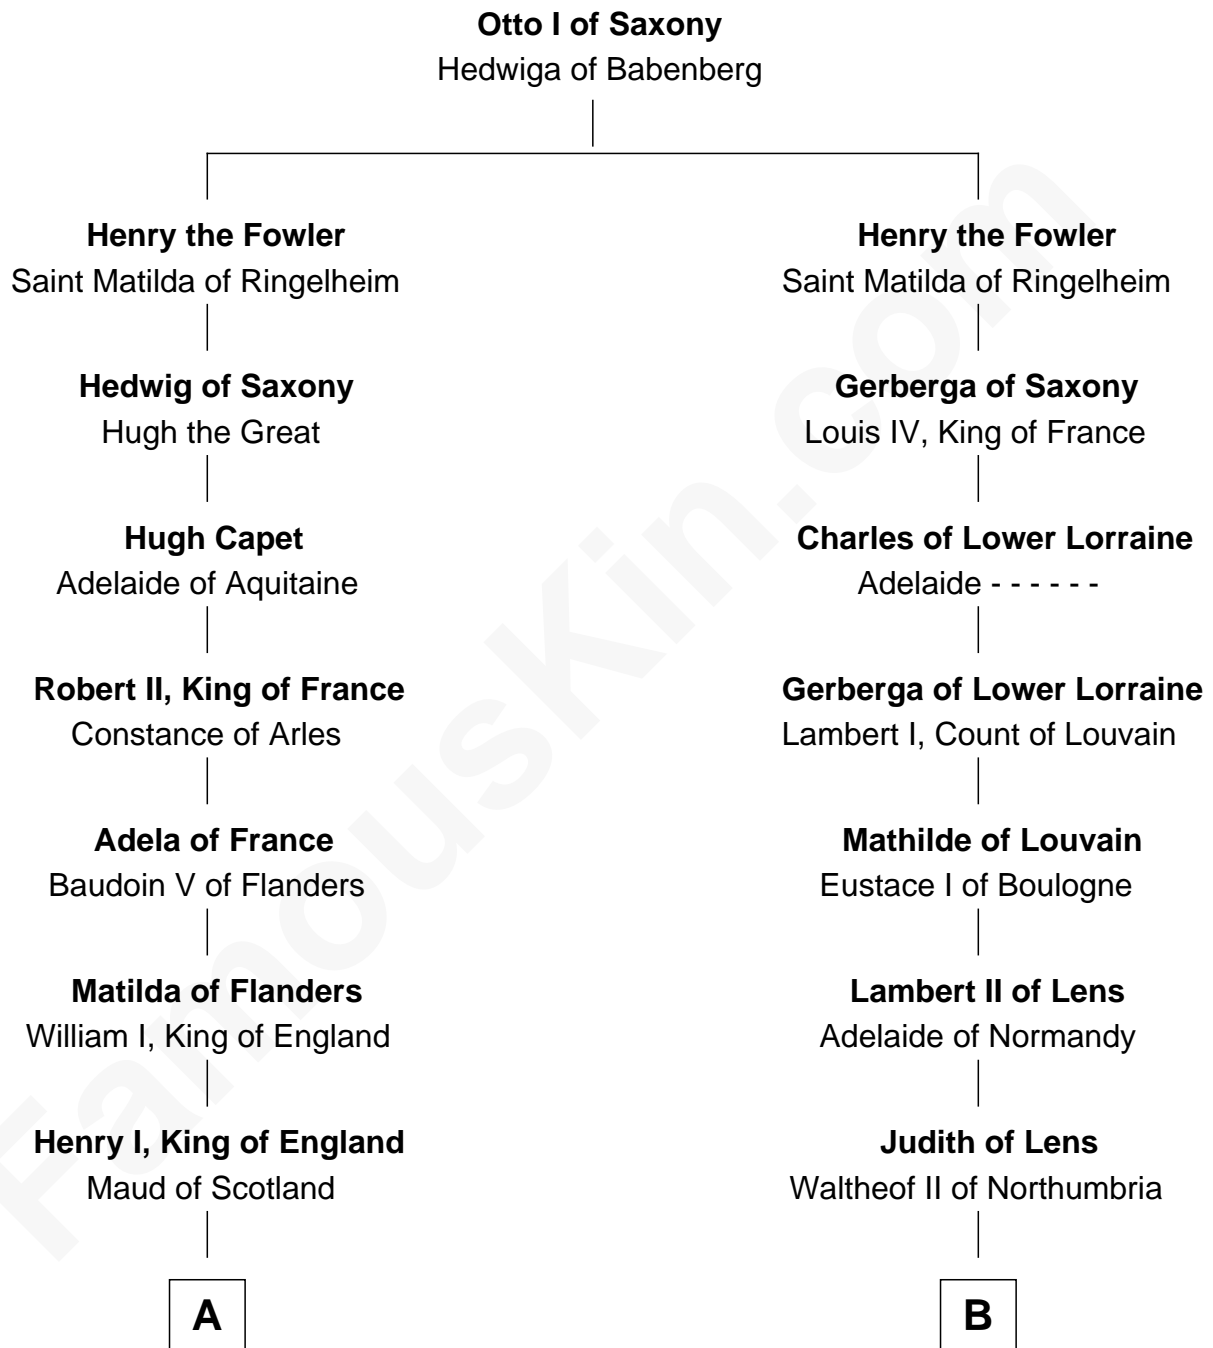 Otto I of Saxony
Hedwiga of Babenberg
Henry the Fowler
Saint Matilda of Ringelheim
Hedwig of Saxony
Hugh the Great
Hugh Capet
Adelaide of Aquitaine
Robert II, King of France
Constance of Arles
Adela of France
Baudoin V of Flanders
Matilda of Flanders
William I, King of England
Henry I, King of England
Maud of Scotland
A
Henry the Fowler
Saint Matilda of Ringelheim
Gerberga of Saxony
Louis IV, King of France
Charles of Lower Lorraine
Adelaide - - - - - -
Gerberga of Lower Lorraine
Lambert I, Count of Louvain
Mathilde of Louvain
Eustace I of Boulogne
Lambert II of Lens
Adelaide of Normandy
Judith of Lens
Waltheof II of Northumbria
B
FamousKin.com